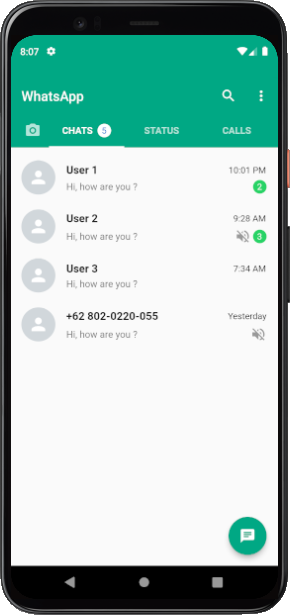 8:07
WhatsApp
CHATS 5 STATUS CALLS
User 1 10:01 PM
Hi, how are you ? 2
User 2 9:28 AM
Hi, how are you ? 3
User 3 7:34 AM
Hi, how are you ?
+62 802-0220-055 Yesterday
Hi, how are you ?